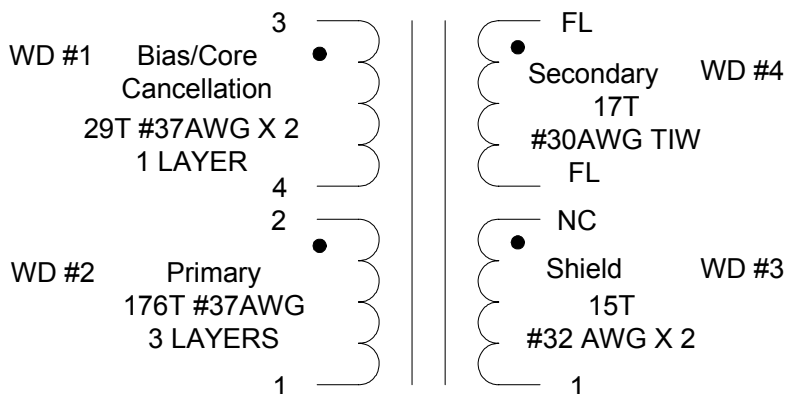 3
WD #1
Bias/Core
Cancellation
29T #37AWG X 2
1 LAYER
4
2
WD #2
Primary
176T #37AWG
3 LAYERS
1
FL
Secondary
WD #4
17T
#30AWG TIW
FL
NC
Shield
WD #3
15T
#32 AWG X 2
1